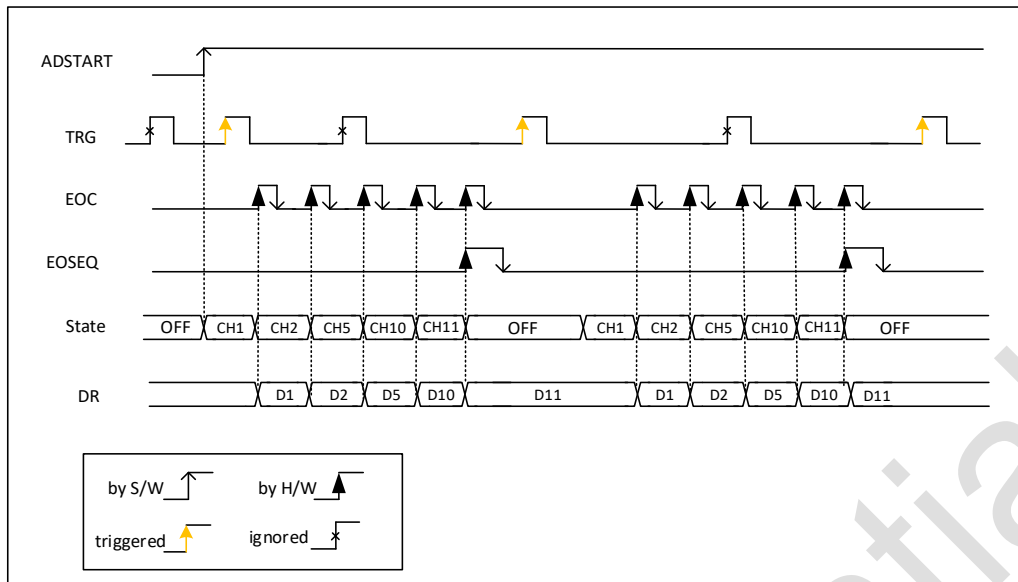 ADSTART
TRG
EOC
EOSEQ
State OFF CH1 CH2 CH5 CH10 CH11 OFF CH1 CH2 CH5 CH10 CH11 OFF
DR D1 D2 D5 D10 D11 D1 D2 D5 D10 D11
by S/W by H/W
triggered ignored